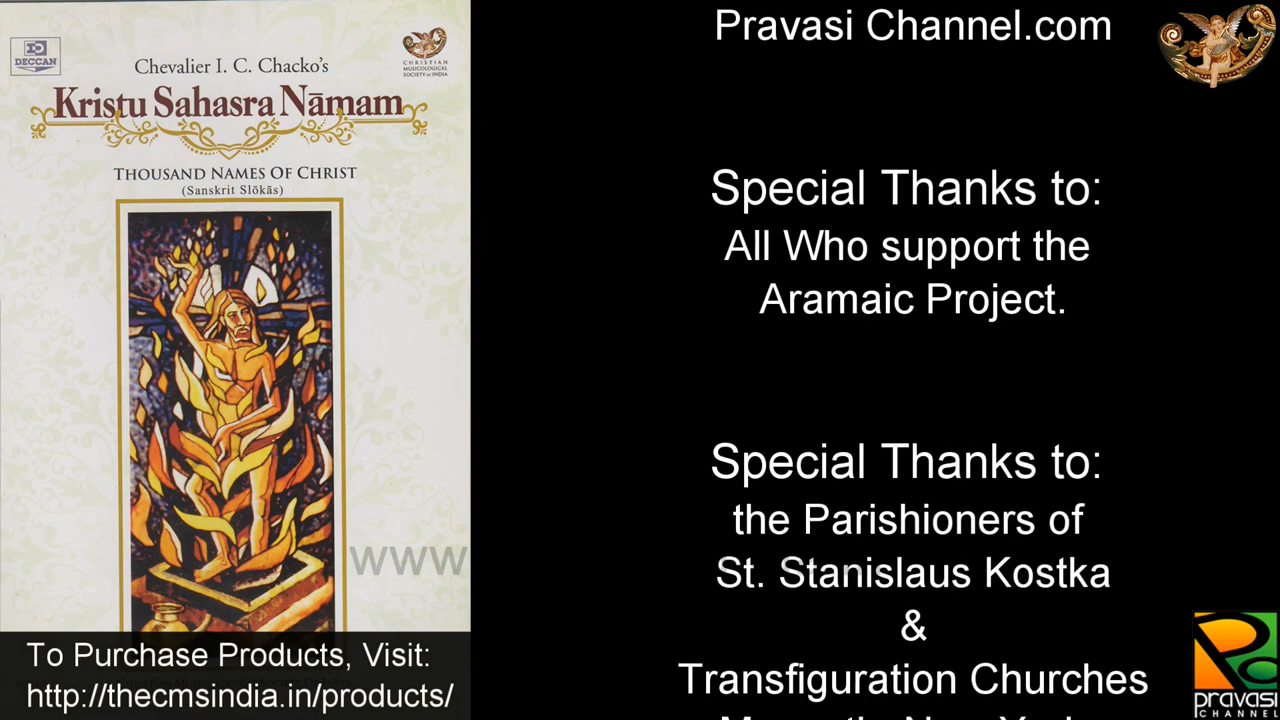 DECCAN
CHRISTIAN
MUSICOLOGICAL
SOCIETY OF INDIA
Chevalier I. C. Chacko's
Kristu Sahasra Nāmam
THOUSAND NAMES OF CHRIST
(Sanskrit Slōkās)
www
To Purchase Products, Visit:
http://thecmsindia.in/products/
Pravasi Channel.com
Special Thanks to:
All Who support the
Aramaic Project.
Special Thanks to:
the Parishioners of
St. Stanislaus Kostka
&
Transfiguration Churches
pravasi
CHANNEL